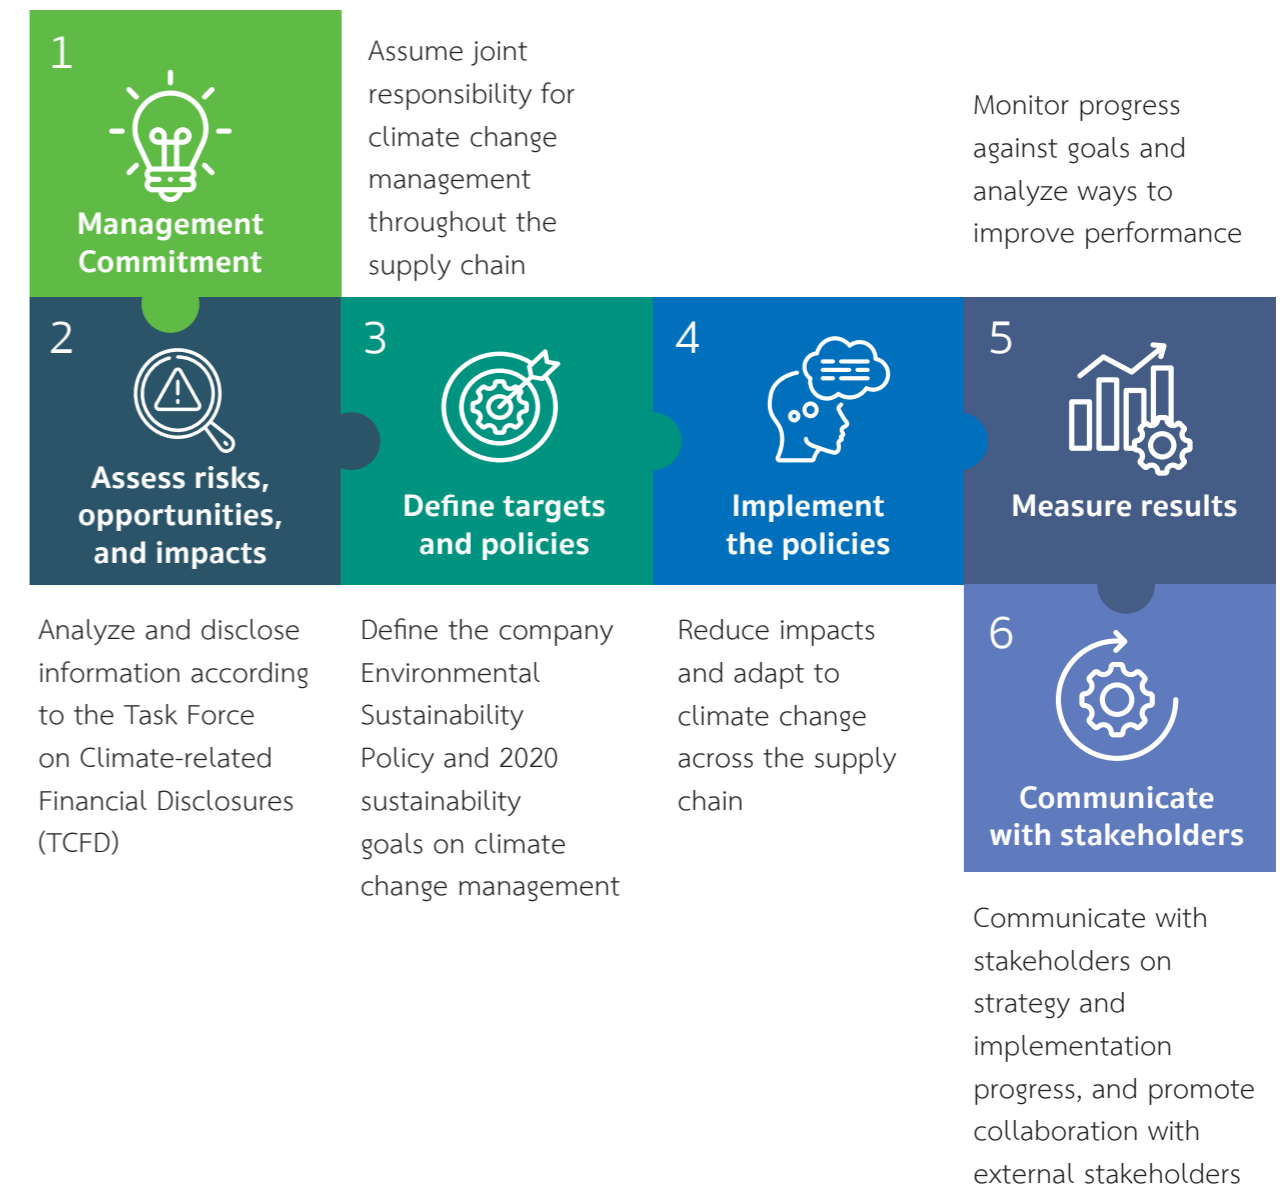 1
Management
Commitment
Assume joint
responsibility for
climate change
management
throughout the
supply chain
2
Assess risks,
opportunities,
and impacts
Analyze and disclose
information according
to the Task Force
on Climate-related
Financial Disclosures
(TCFD)
3
Define targets
and policies
Define the company
Environmental
Sustainability
Policy and 2020
sustainability
goals on climate
change management
4
Implement
the policies
Reduce impacts
and adapt to
climate change
across the supply
chain
Monitor progress
against goals and
analyze ways to
improve performance
5
Measure results
6
Communicate
with stakeholders
Communicate with
stakeholders on
strategy and
implementation
progress, and promote
collaboration with
external stakeholders